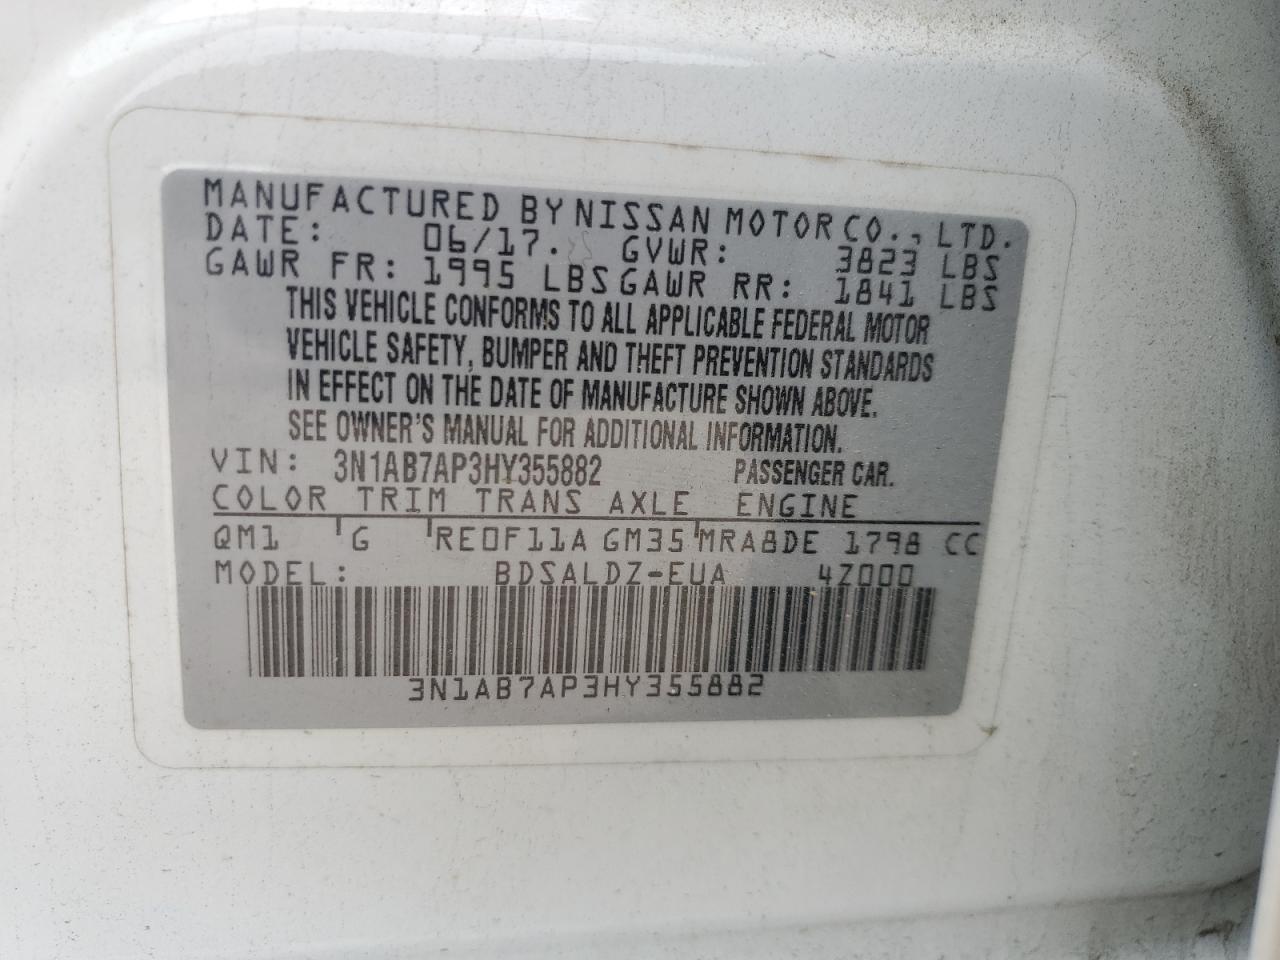 MANUFACTURED BY NISSAN MOTOR CO., LTD.
DATE: 06/17. GVWR: 3823 LBS
GAWR FR: 1995 LBS GAWR RR: 1841 LBS
THIS VEHICLE CONFORMS TO ALL APPLICABLE FEDERAL MOTOR
VEHICLE SAFETY, BUMPER AND THEFT PREVENTION STANDARDS
IN EFFECT ON THE DATE OF MANUFACTURE SHOWN ABOVE.
SEE OWNER'S MANUAL FOR ADDITIONAL INFORMATION.
VIN: 3N1AB7AP3HY355882 PASSENGER CAR.
COLOR TRIM TRANS AXLE ENGINE
QM1 G RE0F11A GM35 MRA8DE 1798 CC
MODEL: BDSALDZ-EUA 4Z000
3N1AB7AP3HY355882